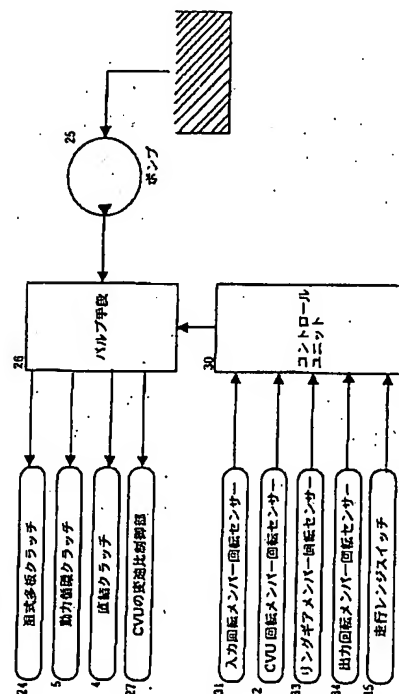 25
ポンプ
26
バルブ手段
30
コントロール
ユニット
24
湿式多板クラッチ
5
動力循環クラッチ
4
直結クラッチ
27
CVUの変速比制御部
31
入力回転メンバー回転センサー
2
CVU回転メンバー回転センサー
33
リングギアメンバー回転センサー
34
出力回転メンバー回転センサー
15
走行レンジスイッチ